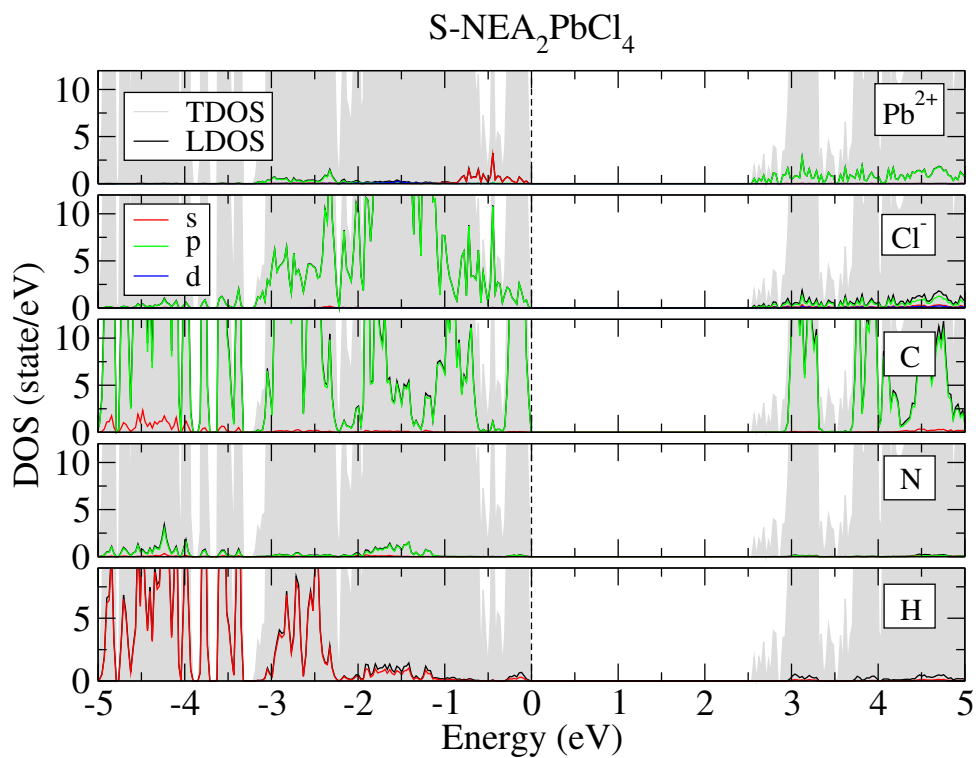 S-NEA₂PbCl₄
10
5
0
TDOS
LDOS
Pb²⁺
10
5
0
s
p
d
Cl⁻
10
5
0
C
10
5
0
N
5
0
H
-5 -4 -3 -2 -1 0 1 2 3 4 5
Energy (eV)
DOS (state/eV)